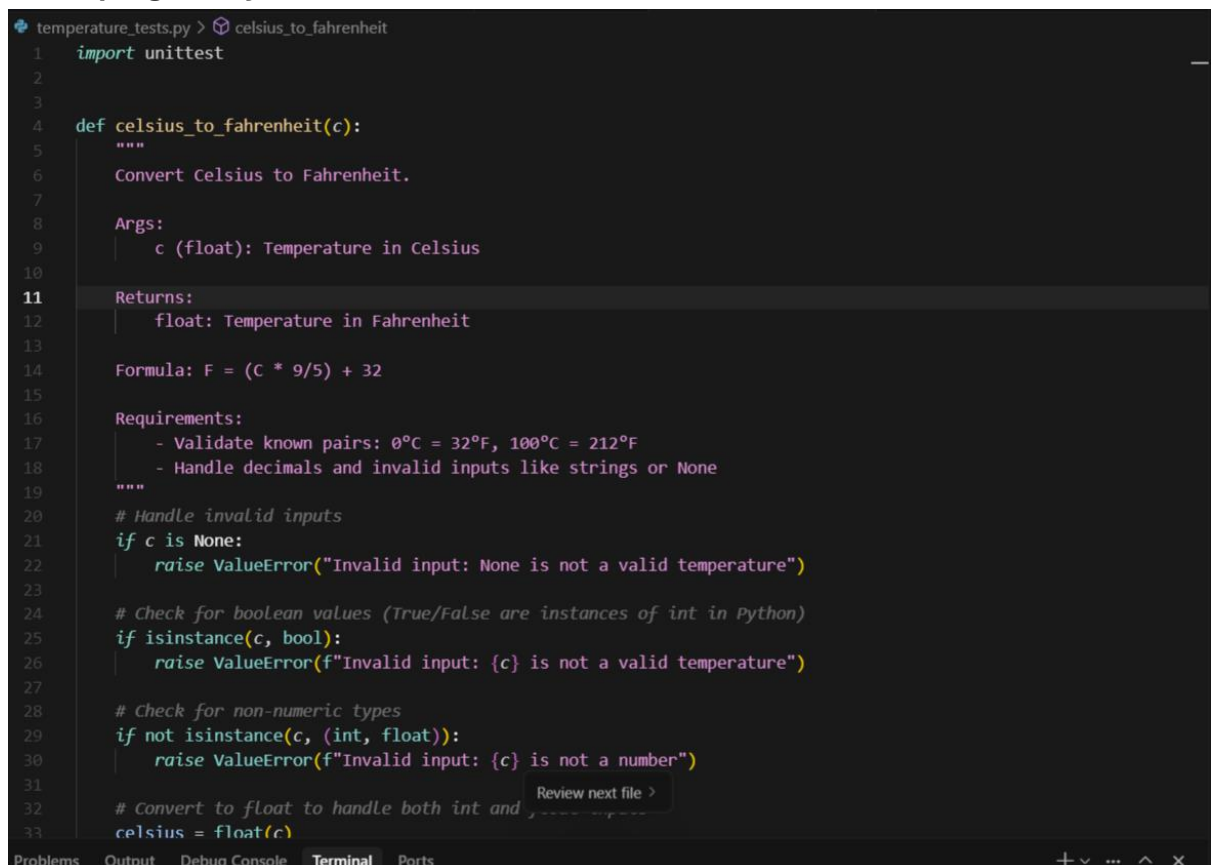 temperature_tests.py > celsius_to_fahrenheit
1 import unittest
2
3
4 def celsius_to_fahrenheit(c):
5 """
6 Convert Celsius to Fahrenheit.
7
8 Args:
9 c (float): Temperature in Celsius
10
11 Returns:
12 float: Temperature in Fahrenheit
13
14 Formula: F = (C * 9/5) + 32
15
16 Requirements:
17 - Validate known pairs: 0°C = 32°F, 100°C = 212°F
18 - Handle decimals and invalid inputs like strings or None
19 """
20 # Handle invalid inputs
21 if c is None:
22 raise ValueError("Invalid input: None is not a valid temperature")
23
24 # Check for boolean values (True/False are instances of int in Python)
25 if isinstance(c, bool):
26 raise ValueError(f"Invalid input: {c} is not a valid temperature")
27
28 # Check for non-numeric types
29 if not isinstance(c, (int, float)):
30 raise ValueError(f"Invalid input: {c} is not a number")
31
Review next file >
32 # Convert to float to handle both int and
33 celsius = float(c)
Problems Output Debug Console Terminal Ports